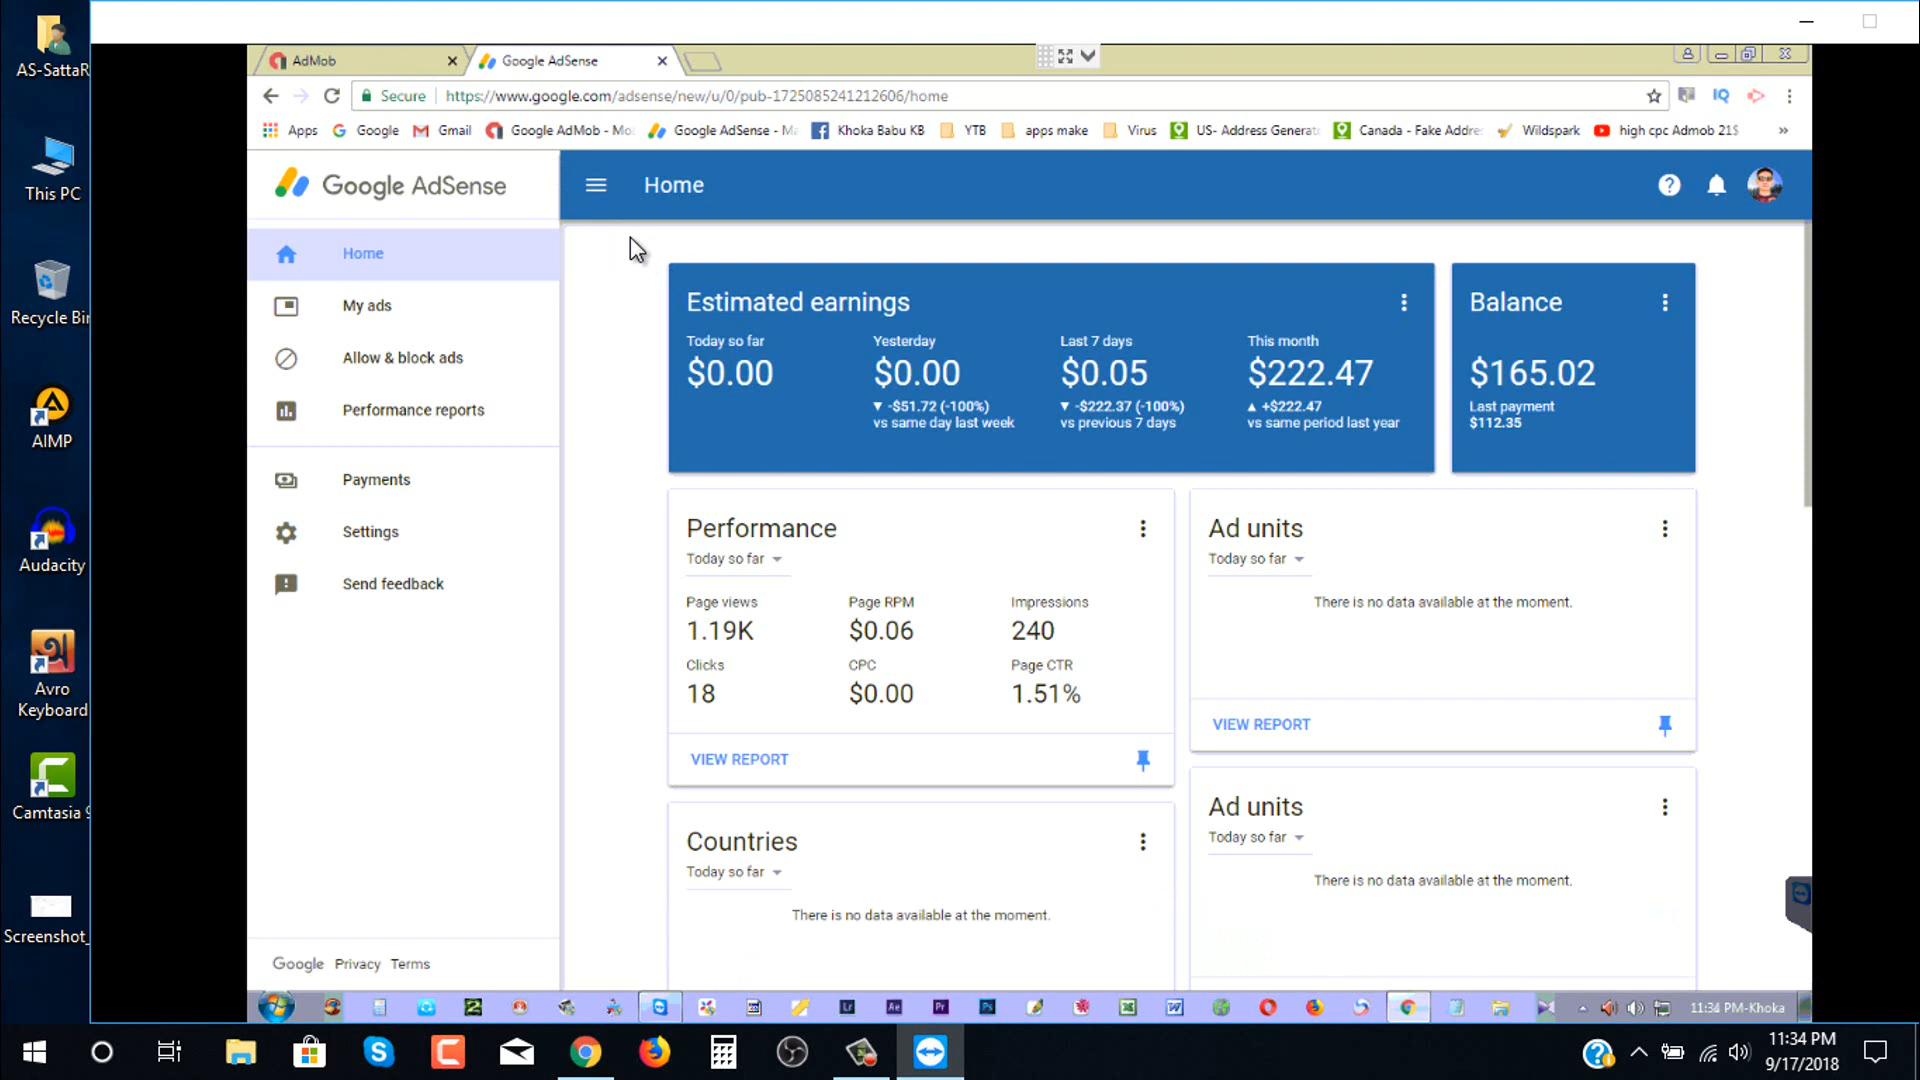 AS-SattaR
This PC
Recycle Bin
AIMP
Audacity
Avro
Keyboard
Camtasia 9
Screenshot_
AdMob
Google AdSense
Secure
https://www.google.com/adsense/new/u/0/pub-1725085241212606/home
Apps
Google
Gmail
Google AdMob - Mo
Google AdSense - Ma
Khoka Babu KB
YTB
apps make
Virus
US- Address Generat
Canada - Fake Addre
Wildspark
high cpc Admob 21$
»
IQ
Google AdSense
Home
Home
My ads
Allow & block ads
Performance reports
Payments
Settings
Send feedback
Google Privacy Terms
Estimated earnings
Today so far
$0.00
Yesterday
$0.00
▼ -$51.72 (-100%)
vs same day last week
Last 7 days
$0.05
▼ -$222.37 (-100%)
vs previous 7 days
This month
$222.47
▲ +$222.47
vs same period last year
Balance
$165.02
Last payment
$112.35
Performance
Today so far
Page views
1.19K
Page RPM
$0.06
Impressions
240
Clicks
18
CPC
$0.00
Page CTR
1.51%
VIEW REPORT
Ad units
Today so far
There is no data available at the moment.
VIEW REPORT
Countries
Today so far
There is no data available at the moment.
Ad units
Today so far
There is no data available at the moment.
Lr
Ae
Pr
Ps
11:34 PM-Khoka
11:34 PM
9/17/2018